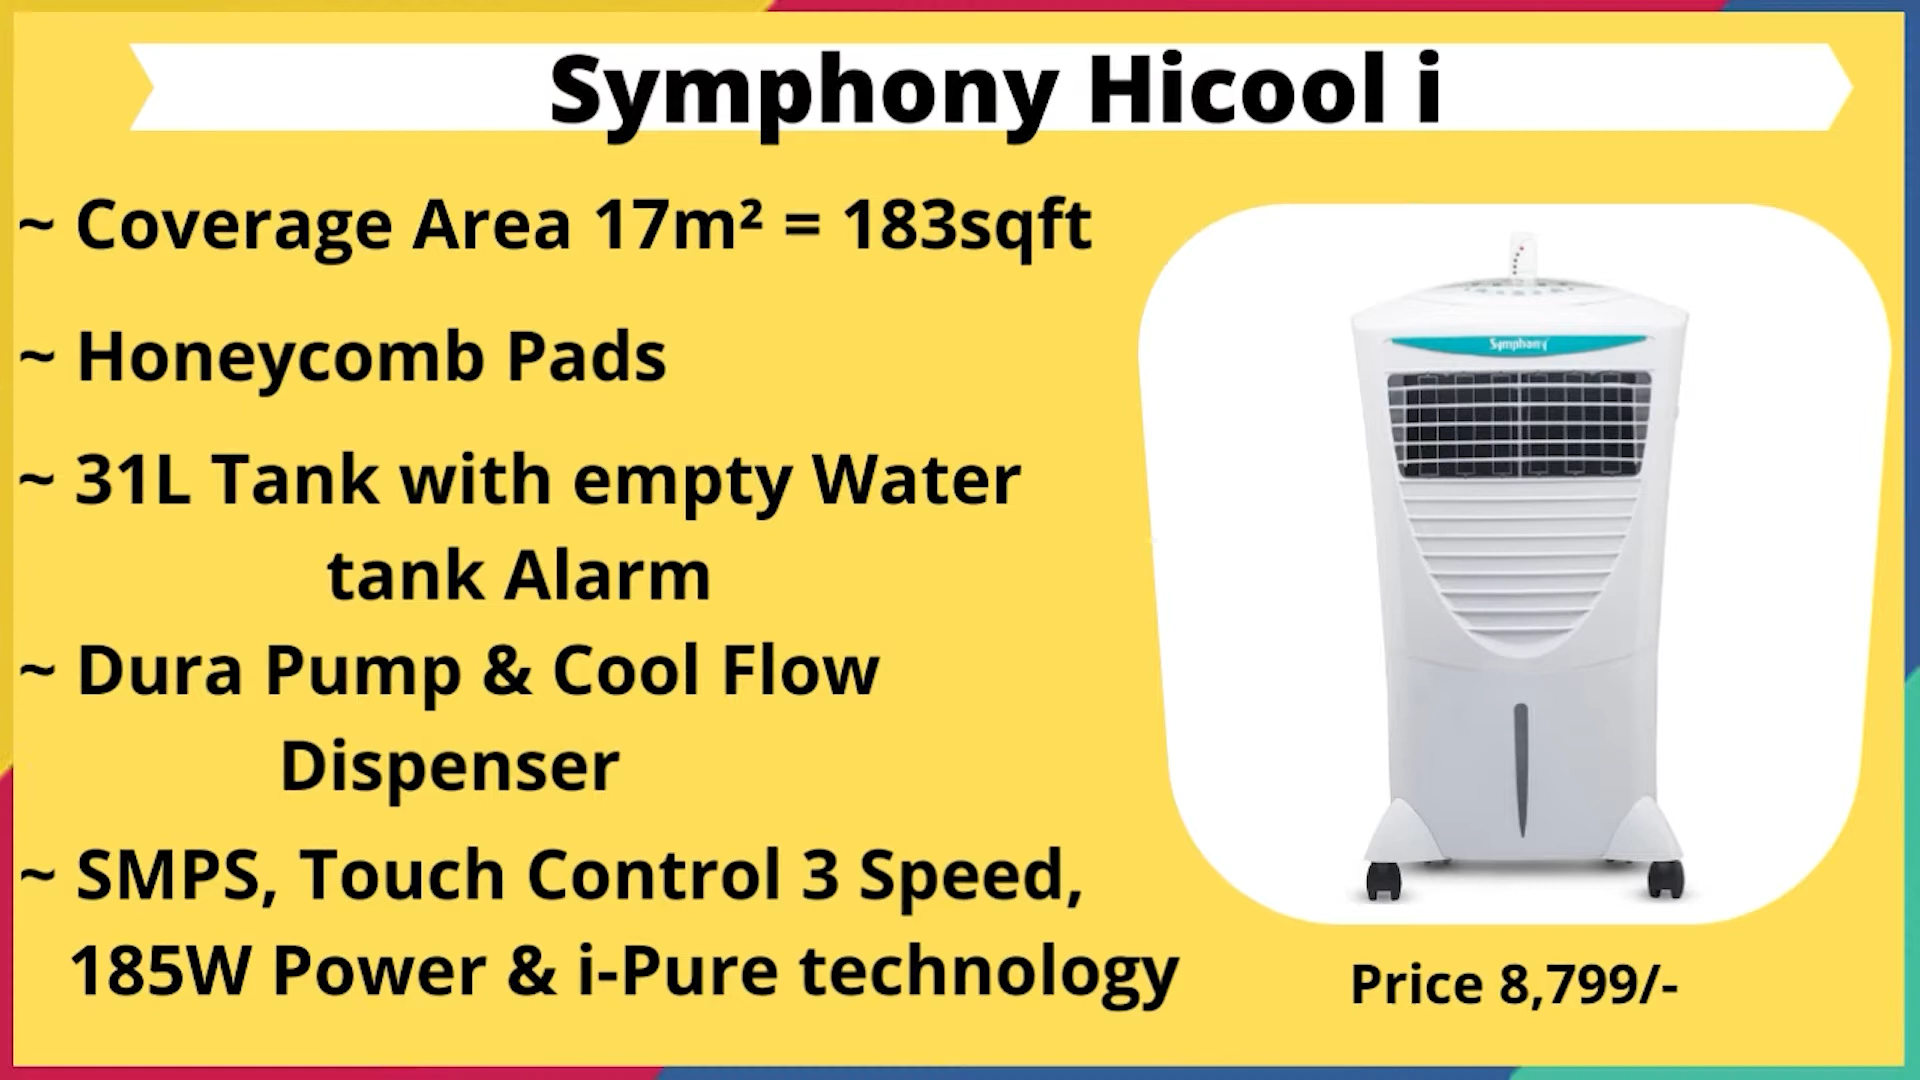 Symphony Hicool i
~ Coverage Area 17m² = 183sqft
~ Honeycomb Pads
~ 31L Tank with empty Water
tank Alarm
~ Dura Pump & Cool Flow
Dispenser
~ SMPS, Touch Control 3 Speed,
185W Power & i-Pure technology
Symphony
Price 8,799/-